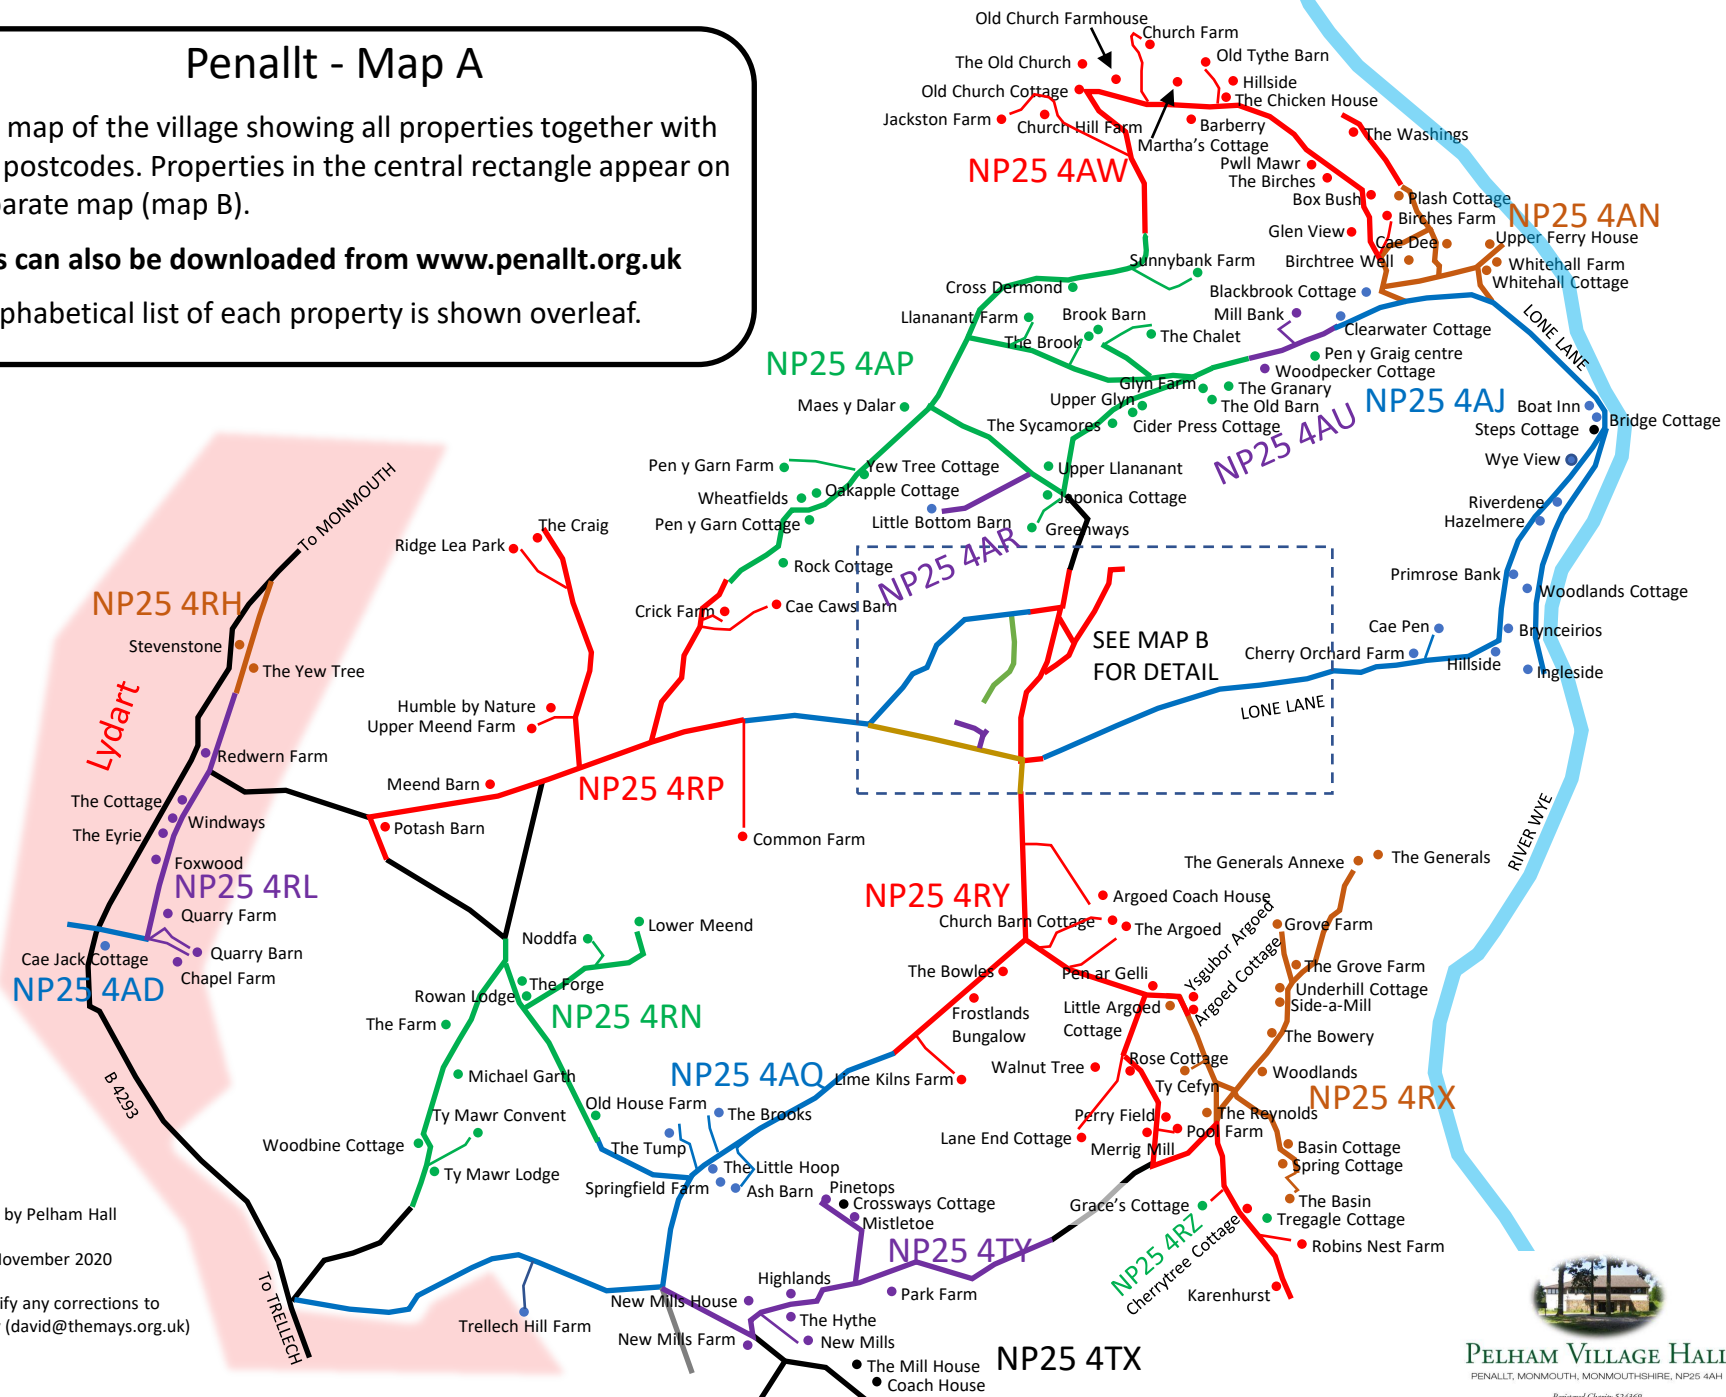 Penallt - Map A
map of the village showing all properties together with
postcodes. Properties in the central rectangle appear on
parate map (map B).
s can also be downloaded from www.penallt.org.uk
phabetical list of each property is shown overleaf.
Old Church Farmhouse
Church Farm
The Old Church
Old Tythe Barn
Old Church Cottage
Hillside
The Chicken House
Jackston Farm
Church Hill Farm
Barberry
Martha's Cottage
The Washings
NP25 4AW
Pwll Mawr
The Birches
Box Bush
Plash Cottage
Birches Farm
NP25 4AN
Glen View
Cae Dee
Upper Ferry House
Birchtree Well
Whitehall Farm
Whitehall Cottage
Sunnybank Farm
Cross Dermond
Blackbrook Cottage
Llananant Farm
Brook Barn
Mill Bank
Clearwater Cottage
LONE LANE
The Brook
The Chalet
Pen y Graig centre
Woodpecker Cottage
NP25 4AP
Glyn Farm
The Granary
NP25 4AJ
Maes y Dalar
Upper Glyn
The Old Barn
Boat Inn
Bridge Cottage
The Sycamores
Cider Press Cottage
NP25 4AU
Steps Cottage
Wye View
Pen y Garn Farm
Yew Tree Cottage
Upper Llananant
Wheatfields
Oakapple Cottage
Japonica Cottage
Riverdene
Pen y Garn Cottage
Little Bottom Barn
Greenways
Hazelmere
To MONMOUTH
The Craig
Ridge Lea Park
NP25 4AR
Rock Cottage
Primrose Bank
Woodlands Cottage
NP25 4RH
Crick Farm
Cae Caws Barn
Stevenstone
SEE MAP B
FOR DETAIL
Cae Pen
Brynceirios
The Yew Tree
Cherry Orchard Farm
Hillside
Ingleside
Lydart
Humble by Nature
Upper Meend Farm
LONE LANE
Redwern Farm
Meend Barn
NP25 4RP
The Cottage
Windways
The Eyrie
Potash Barn
Common Farm
RIVER WYE
Foxwood
NP25 4RL
The Generals Annexe
The Generals
NP25 4RY
Argoed Coach House
Quarry Farm
Church Barn Cottage
The Argoed
Grove Farm
Lower Meend
Noddfa
Cae Jack Cottage
Quarry Barn
Chapel Farm
NP25 4AD
The Bowles
Pen ar Gelli
Ysgubor Argoed
Argoed Cottage
The Grove Farm
Underhill Cottage
Side-a-Mill
The Forge
Rowan Lodge
NP25 4RN
Frostlands
Bungalow
Little Argoed
Cottage
The Farm
The Bowery
B 4293
Michael Garth
NP25 4AQ
Lime Kilns Farm
Walnut Tree
Rose Cottage
Ty Cefyn
Woodlands
NP25 4RX
Old House Farm
The Brooks
Ty Mawr Convent
Perry Field
The Reynolds
Pool Farm
Woodbine Cottage
The Tump
Lane End Cottage
Merrig Mill
Basin Cottage
Spring Cottage
Ty Mawr Lodge
The Little Hoop
Springfield Farm
Ash Barn
Pinetops
Crossways Cottage
Mistletoe
Grace's Cottage
The Basin
Tregagle Cottage
by Pelham Hall
NP25 4TY
NP25 4RZ
Cherrytree Cottage
Robins Nest Farm
ovember 2020
Highlands
Karenhurst
To TRELLECH
New Mills House
Park Farm
ify any corrections to
(david@themays.org.uk)
Trellech Hill Farm
The Hythe
New Mills Farm
New Mills
The Mill House
Coach House
NP25 4TX
PELHAM VILLAGE HALL
PENALLT, MONMOUTH, MONMOUTHSHIRE, NP25 4AH